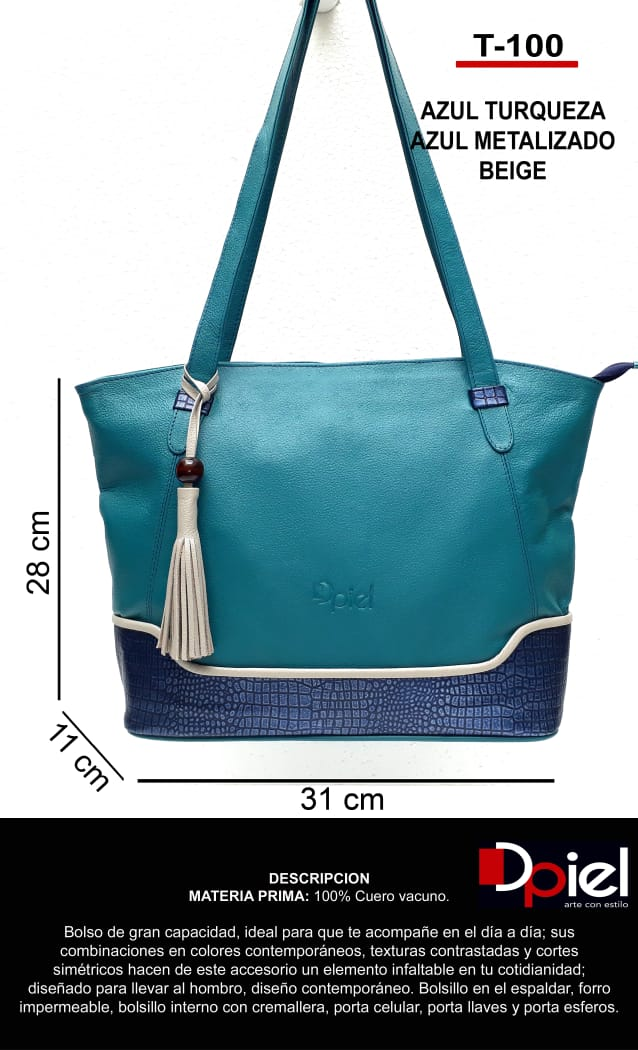 T-100
AZUL TURQUEZA
AZUL METALIZADO
BEIGE
28 cm
Dpiel
11 cm
31 cm
Dpiel
arte con estilo
DESCRIPCION
MATERIA PRIMA: 100% Cuero vacuno.
Bolso de gran capacidad, ideal para que te acompañe en el día a día; sus
combinaciones en colores contemporáneos, texturas contrastadas y cortes
simétricos hacen de este accesorio un elemento infaltable en tu cotidianidad;
diseñado para llevar al hombro, diseño contemporáneo. Bolsillo en el espaldar, forro
impermeable, bolsillo interno con cremallera, porta celular, porta llaves y porta esferos.